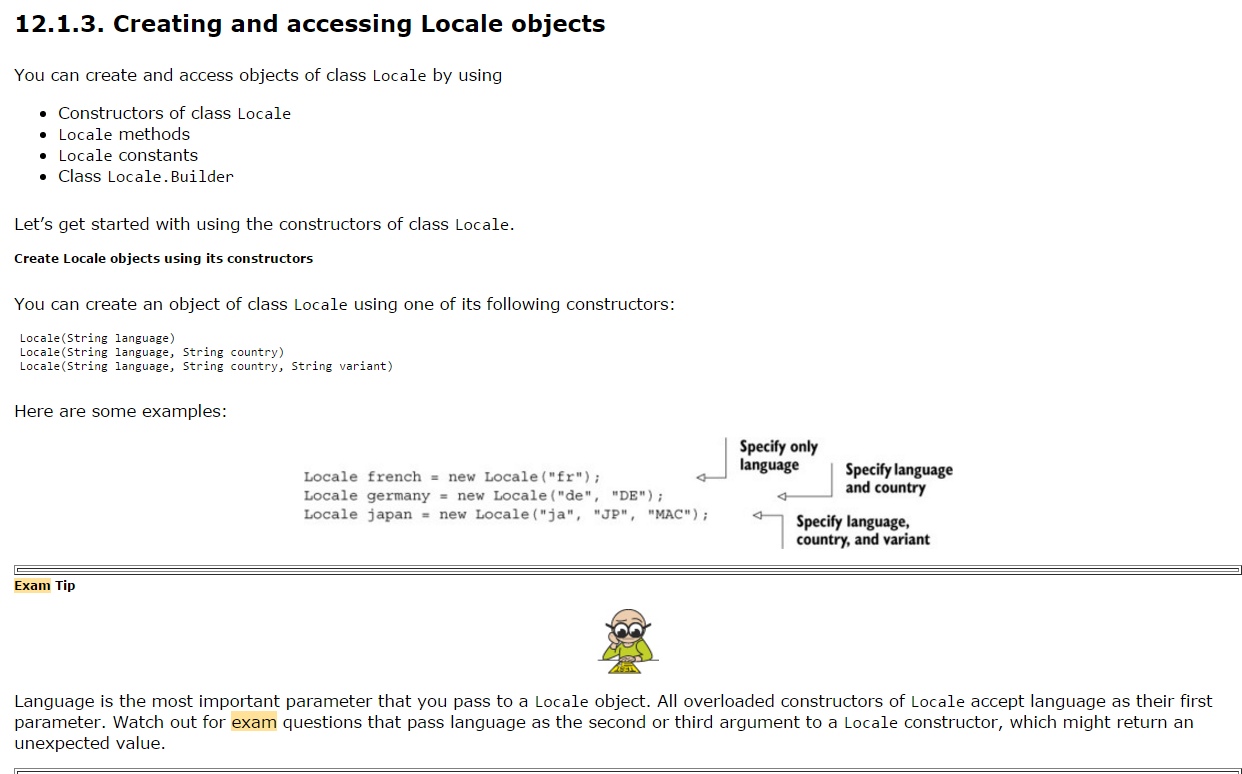 12.1.3. Creating and accessing Locale objects
You can create and access objects of class Locale by using
• Constructors of class Locale
• Locale methods
• Locale constants
• Class Locale.Builder
Let’s get started with using the constructors of class Locale.
Create Locale objects using its constructors
You can create an object of class Locale using one of its following constructors:
Locale(String language)
Locale(String language, String country)
Locale(String language, String country, String variant)
Here are some examples:
Specify only
language
Locale french = new Locale("fr");
Specify language
and country
Locale germany = new Locale("de", "DE");
Locale japan = new Locale("ja", "JP", "MAC");
Specify language,
country, and variant
Exam Tip
Language is the most important parameter that you pass to a Locale object. All overloaded constructors of Locale accept language as their first
parameter. Watch out for exam questions that pass language as the second or third argument to a Locale constructor, which might return an
unexpected value.